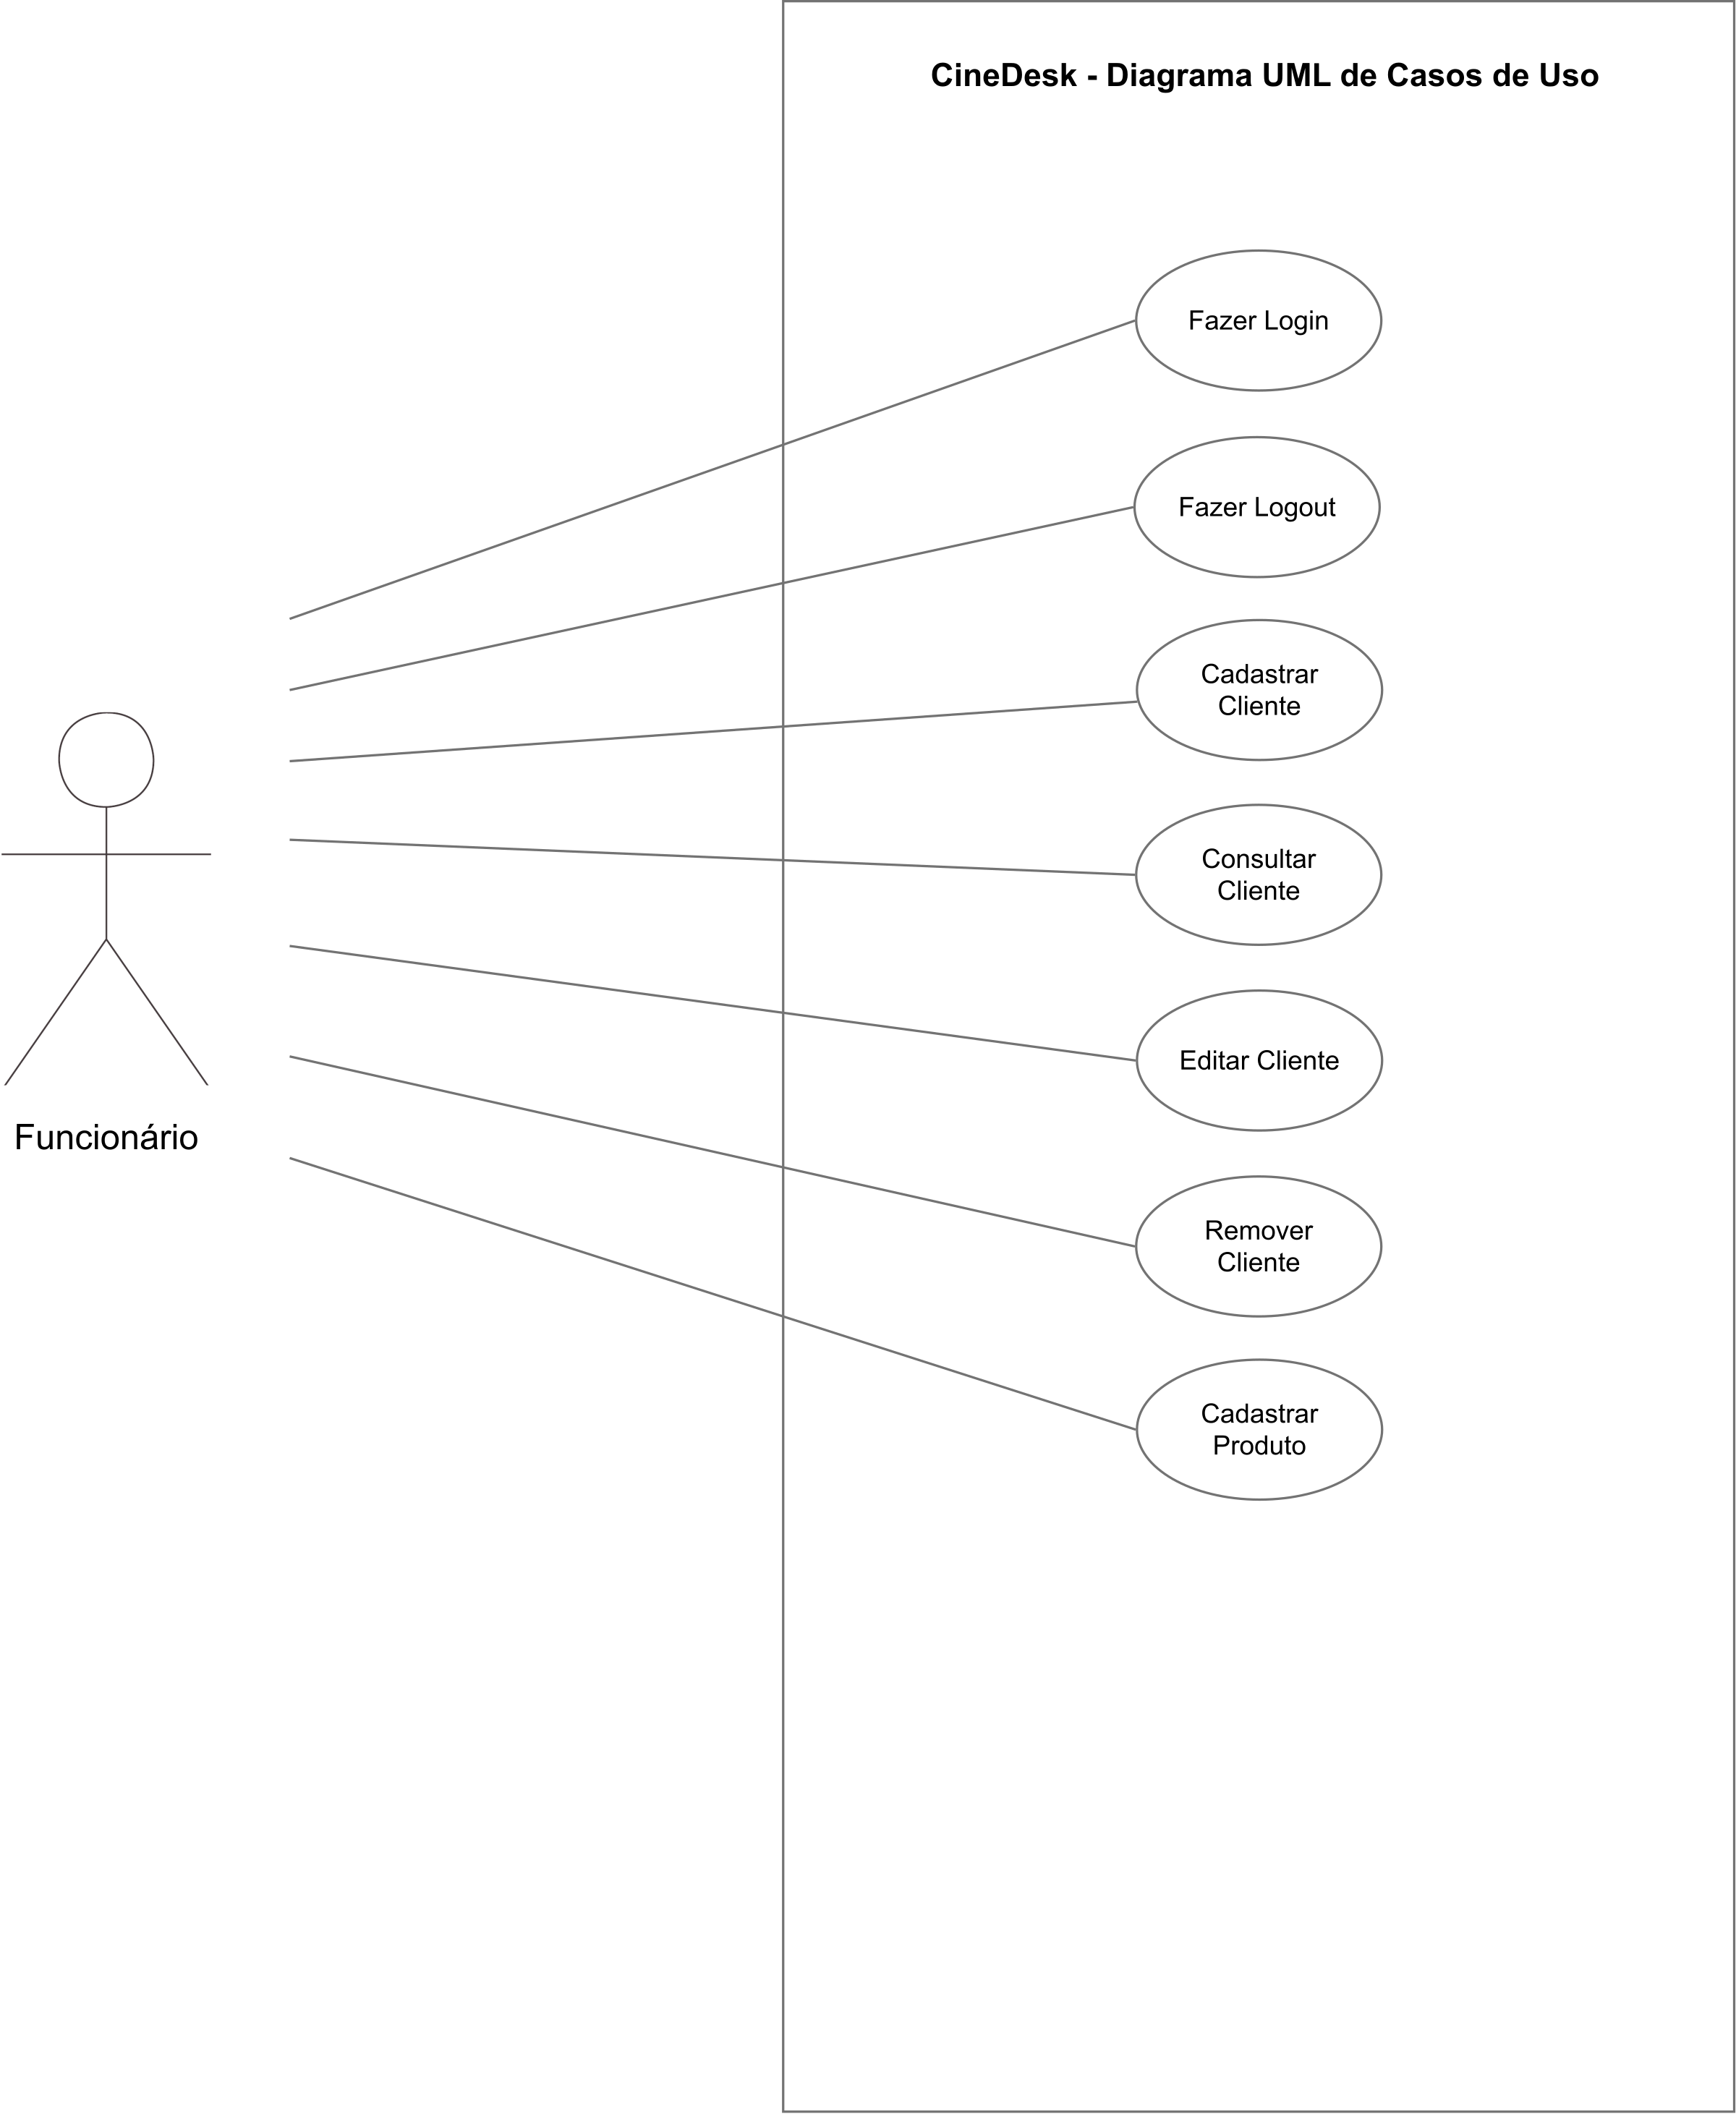 CineDesk - Diagrama UML de Casos de Uso
Fazer Login
Fazer Logout
Cadastrar
Cliente
Consultar
Cliente
Editar Cliente
Funcionário
Remover
Cliente
Cadastrar
Produto